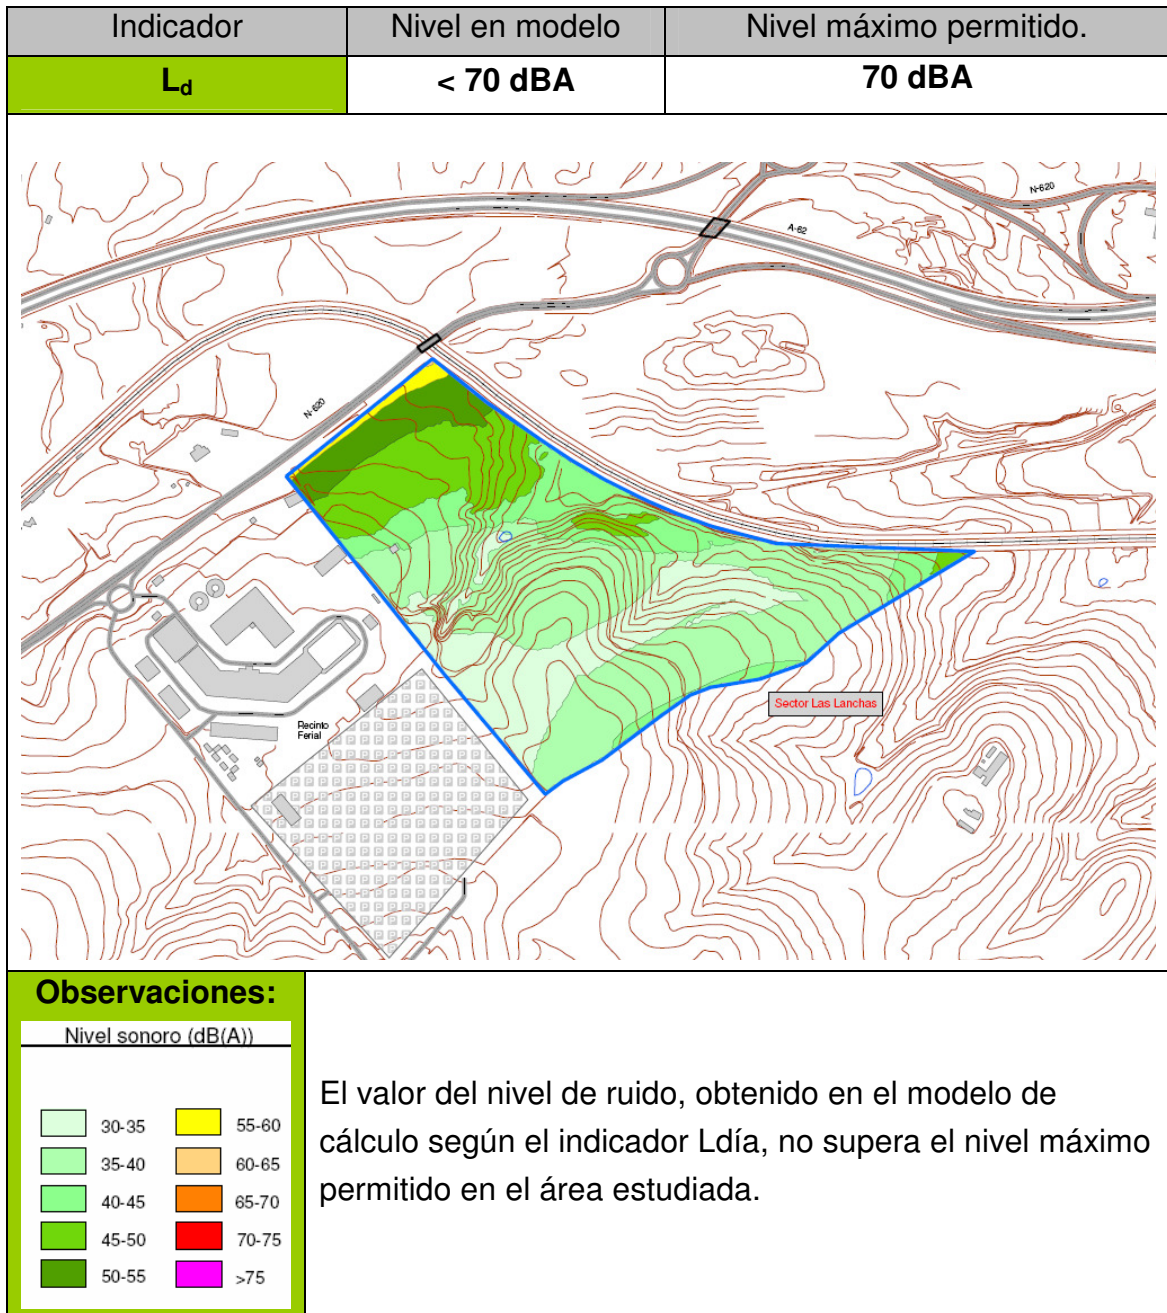 Indicador Nivel en modelo Nivel máximo permitido.
Ld < 70 dBA 70 dBA
N-620
A-62
N-620
Sector Las Lanchas
Recinto
Ferial
Observaciones:
Nivel sonoro (dB(A))
30-35 55-60
35-40 60-65
40-45 65-70
45-50 70-75
50-55 >75
El valor del nivel de ruido, obtenido en el modelo de
cálculo según el indicador Ldía, no supera el nivel máximo
permitido en el área estudiada.